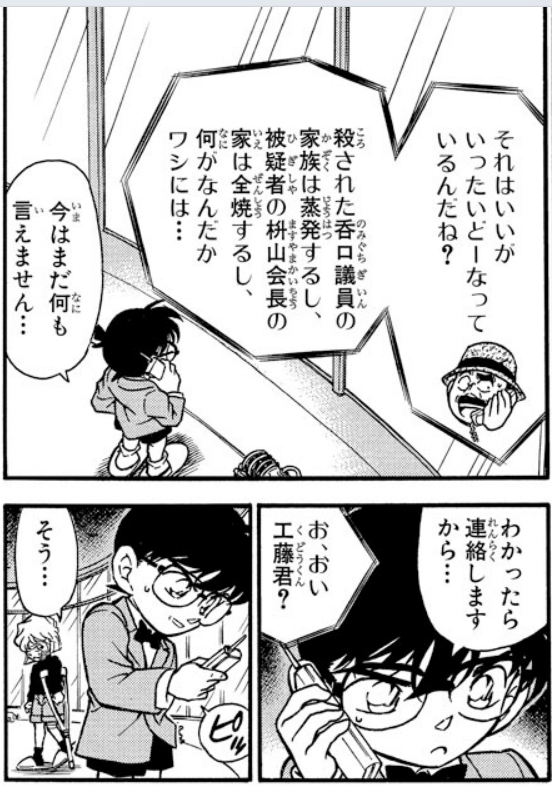 それはいいが
いったいどーなって
いるんだね?
殺された呑口議員の
家族は蒸発するし、
被疑者の枡山会長の
家は全焼するし、
何がなんだか
ワシには…
今はまだ何も
言えません…
わかったら
連絡します
から…
お、おい
工藤君?
ピッ
そう…